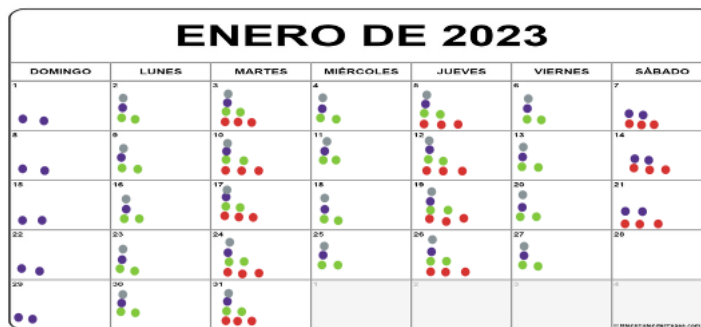 ENERO DE 2023
DOMINGO LUNES MARTES MIÉRCOLES JUEVES VIERNES SÁBADO
1 2 3 4 5 6 7
8 9 10 11 12 13 14
15 16 17 18 19 20 21
22 23 24 25 26 27 28
29 30 31 1 2 3 4